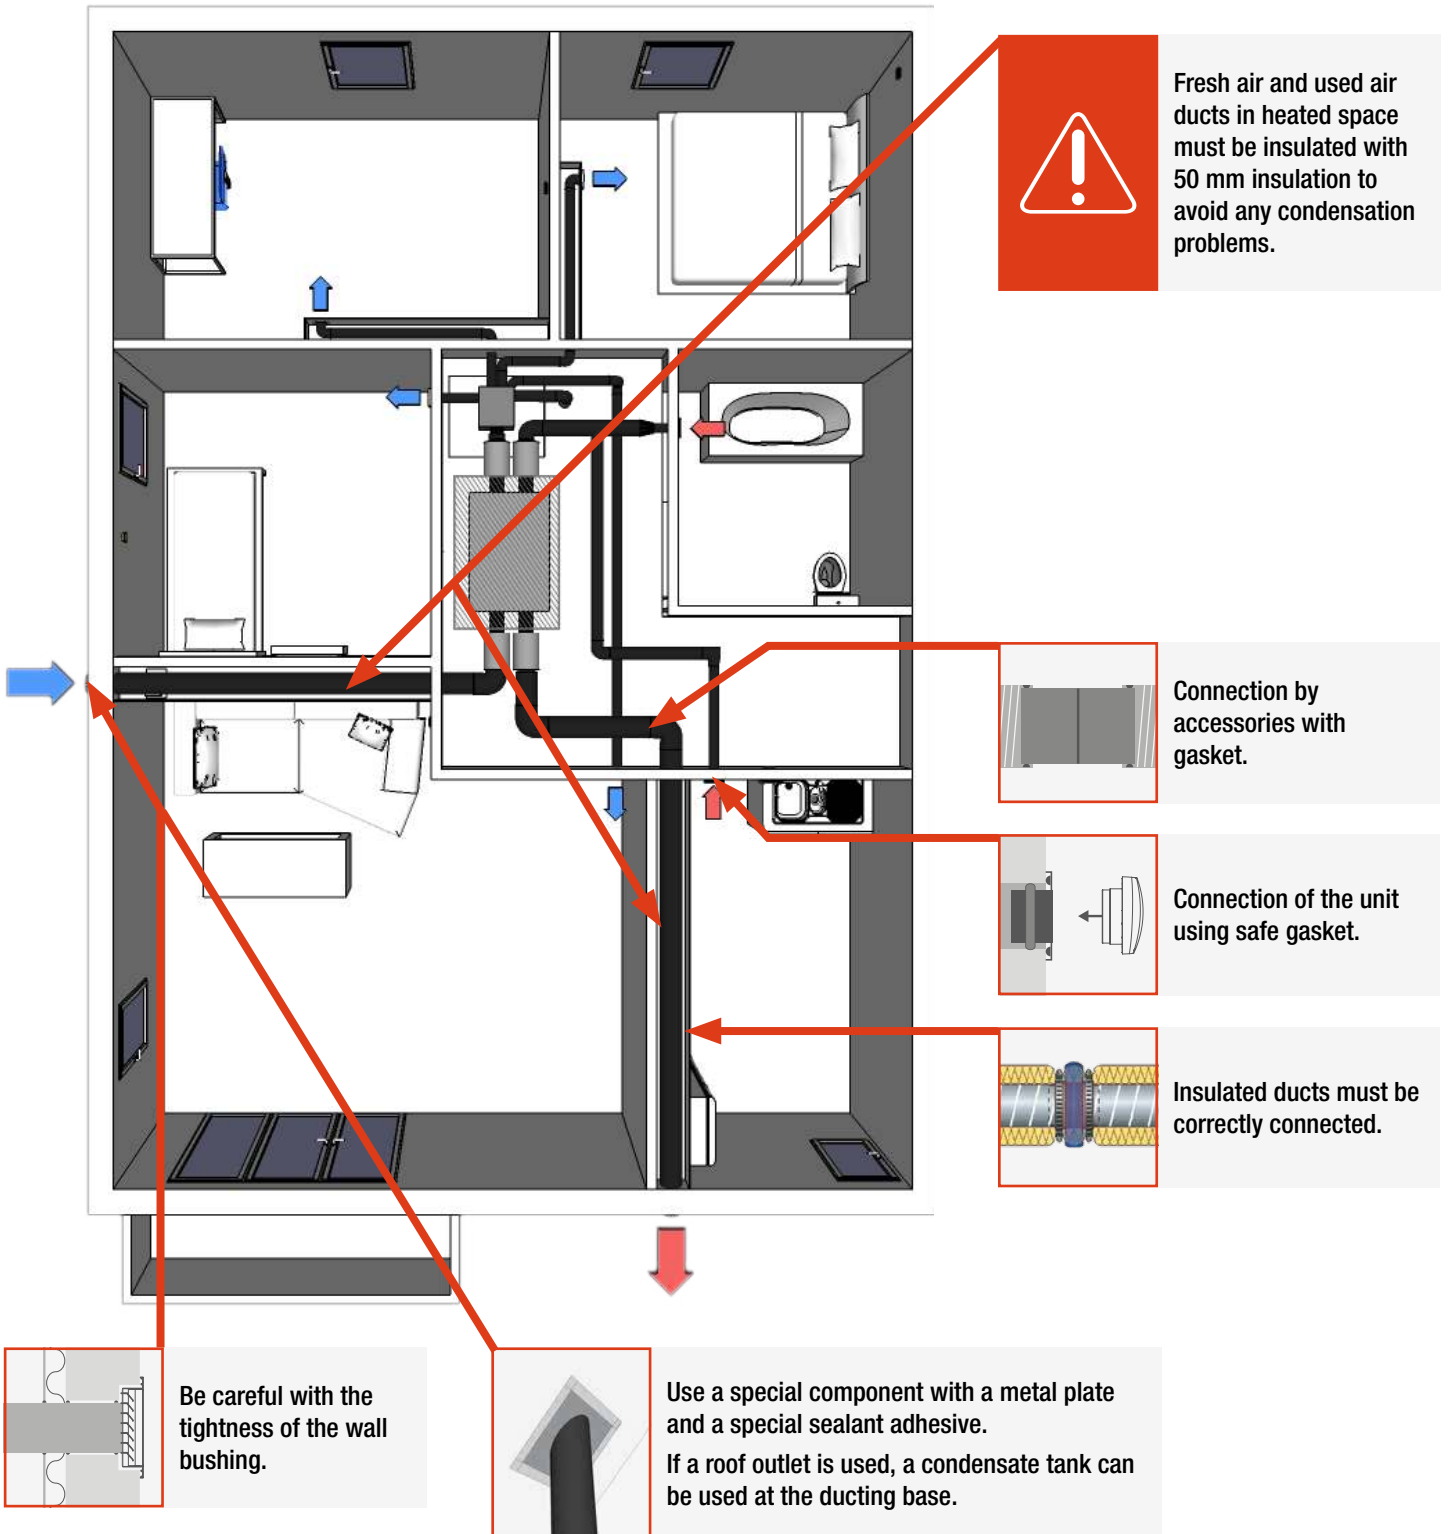 Fresh air and used air
ducts in heated space
must be insulated with
50 mm insulation to
avoid any condensation
problems.
Connection by
accessories with
gasket.
Connection of the unit
using safe gasket.
Insulated ducts must be
correctly connected.
Be careful with the
tightness of the wall
bushing.
Use a special component with a metal plate
and a special sealant adhesive.
If a roof outlet is used, a condensate tank can
be used at the ducting base.